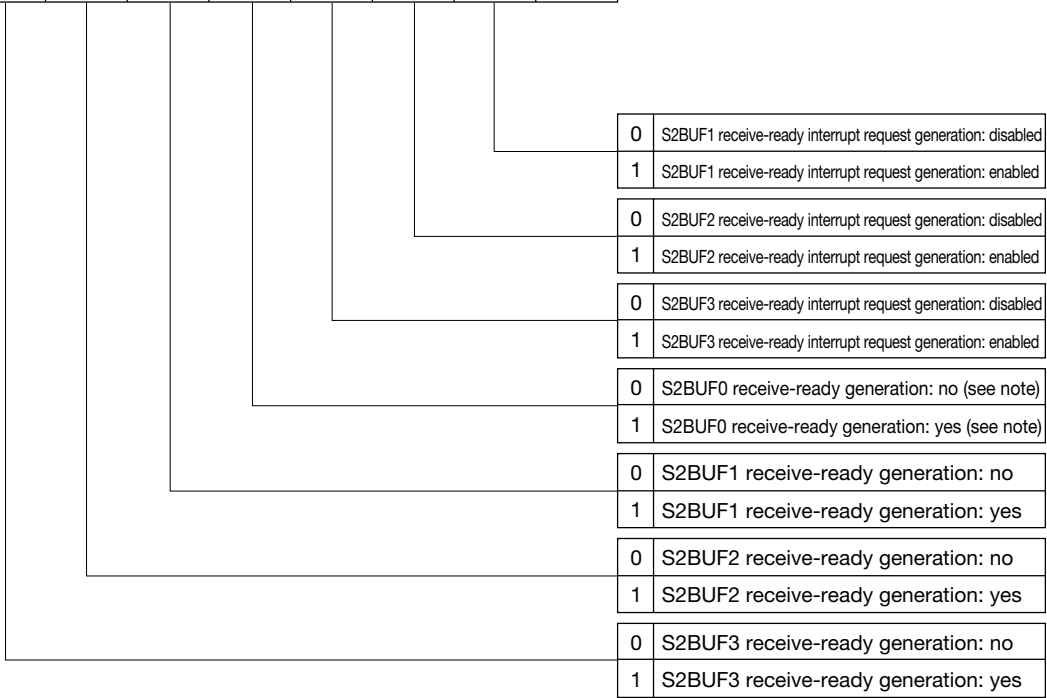 0 S2BUF1 receive-ready interrupt request generation: disabled
1 S2BUF1 receive-ready interrupt request generation: enabled
0 S2BUF2 receive-ready interrupt request generation: disabled
1 S2BUF2 receive-ready interrupt request generation: enabled
0 S2BUF3 receive-ready interrupt request generation: disabled
1 S2BUF3 receive-ready interrupt request generation: enabled
0 S2BUF0 receive-ready generation: no (see note)
1 S2BUF0 receive-ready generation: yes (see note)
0 S2BUF1 receive-ready generation: no
1 S2BUF1 receive-ready generation: yes
0 S2BUF2 receive-ready generation: no
1 S2BUF2 receive-ready generation: yes
0 S2BUF3 receive-ready generation: no
1 S2BUF3 receive-ready generation: yes